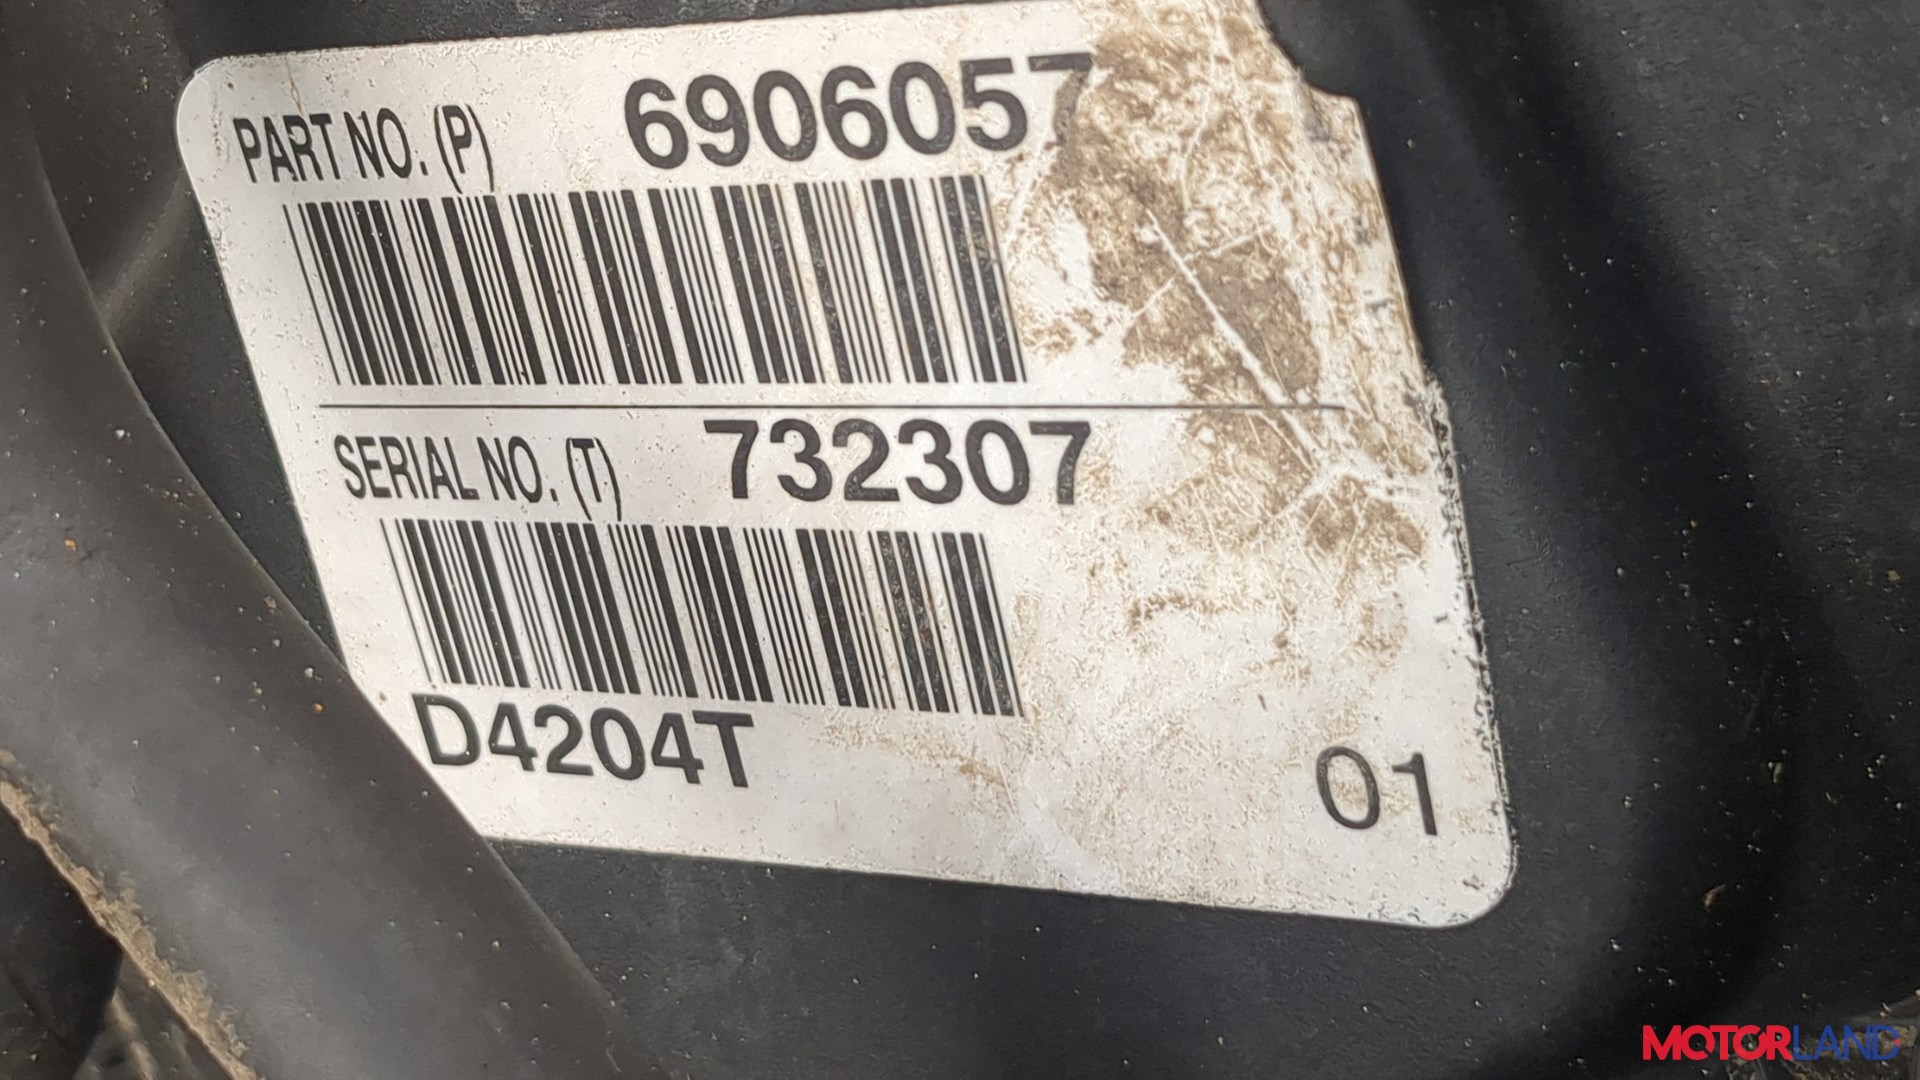 PART NO. (P) 6906057
SERIAL NO. (T) 732307
D4204T
01
MOTORLAND